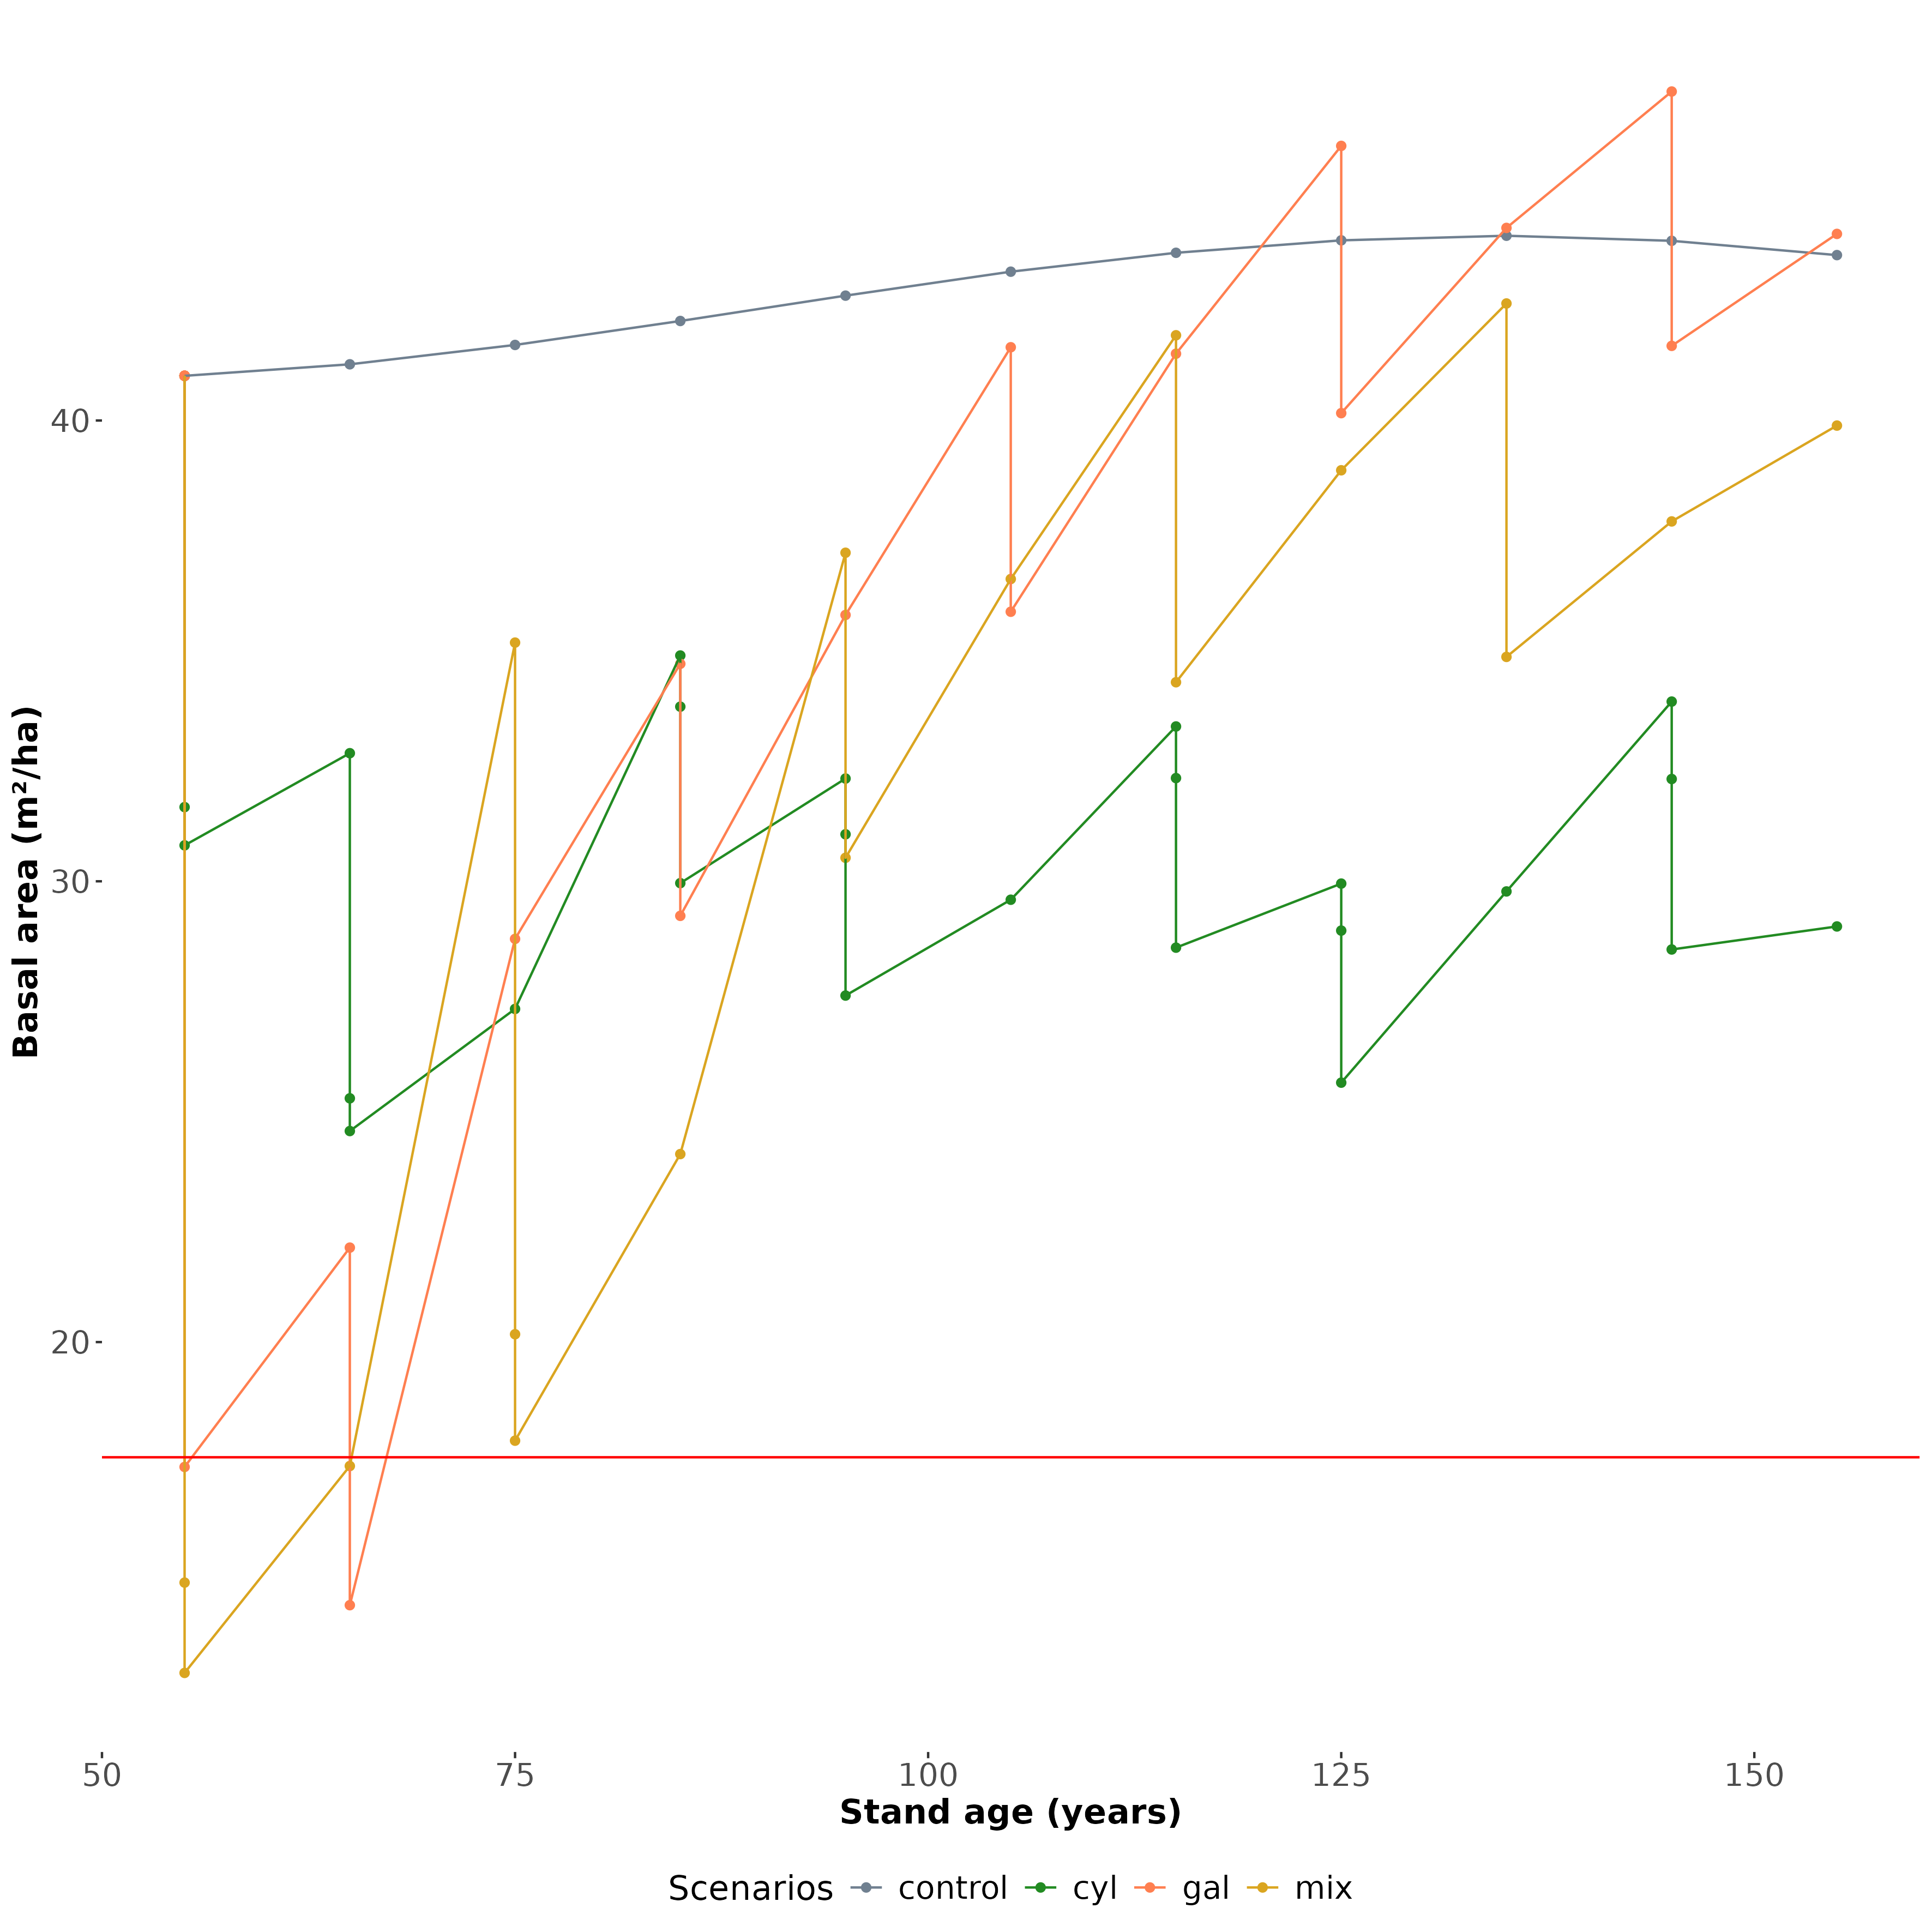 Basal area (m²/ha)
40
30
20
50 75 100 125 150
Stand age (years)
Scenarios control cyl gal mix